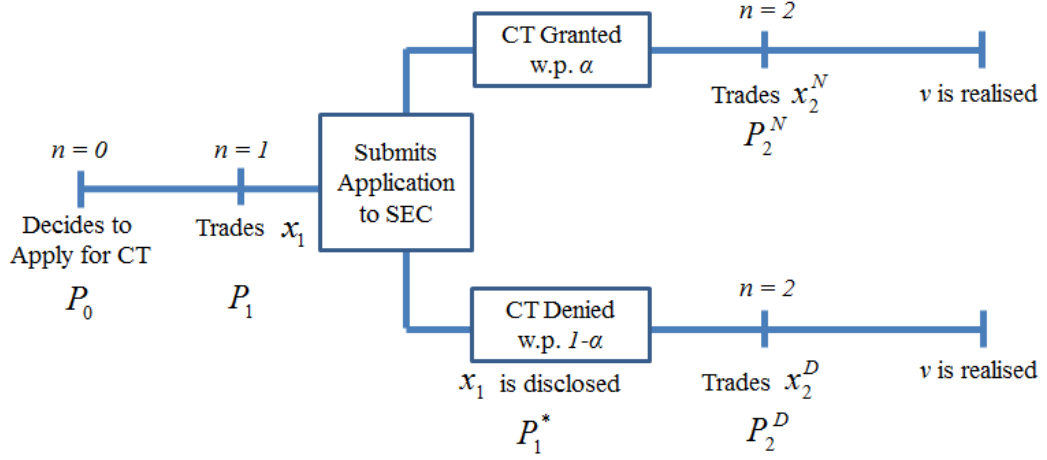 n = 0
Decides to
Apply for CT
P₀
n = 1
Trades x₁
P₁
Submits
Application
to SEC
CT Granted
w.p. α
n = 2
Trades x₂ᴺ
P₂ᴺ
v is realised
CT Denied
w.p. 1-α
x₁ is disclosed
P₁*
n = 2
Trades x₂ᴰ
P₂ᴰ
v is realised